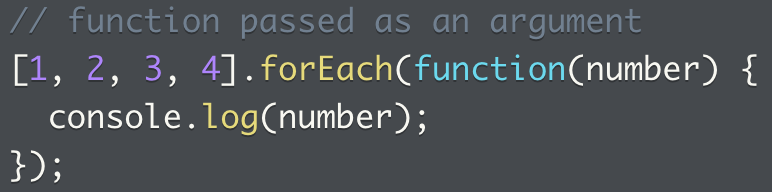 // function passed as an argument
[1, 2, 3, 4].forEach(function(number) {
  console.log(number);
});